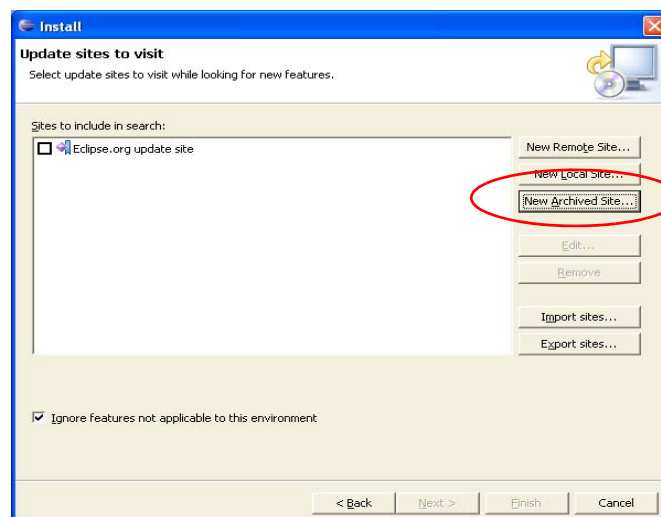 Install
Update sites to visit
Select update sites to visit while looking for new features.
Sites to include in search:
Eclipse.org update site
New Remote Site...
New Local Site...
New Archived Site...
Edit...
Remove
Import sites...
Export sites...
Ignore features not applicable to this environment
< Back
Next >
Finish
Cancel